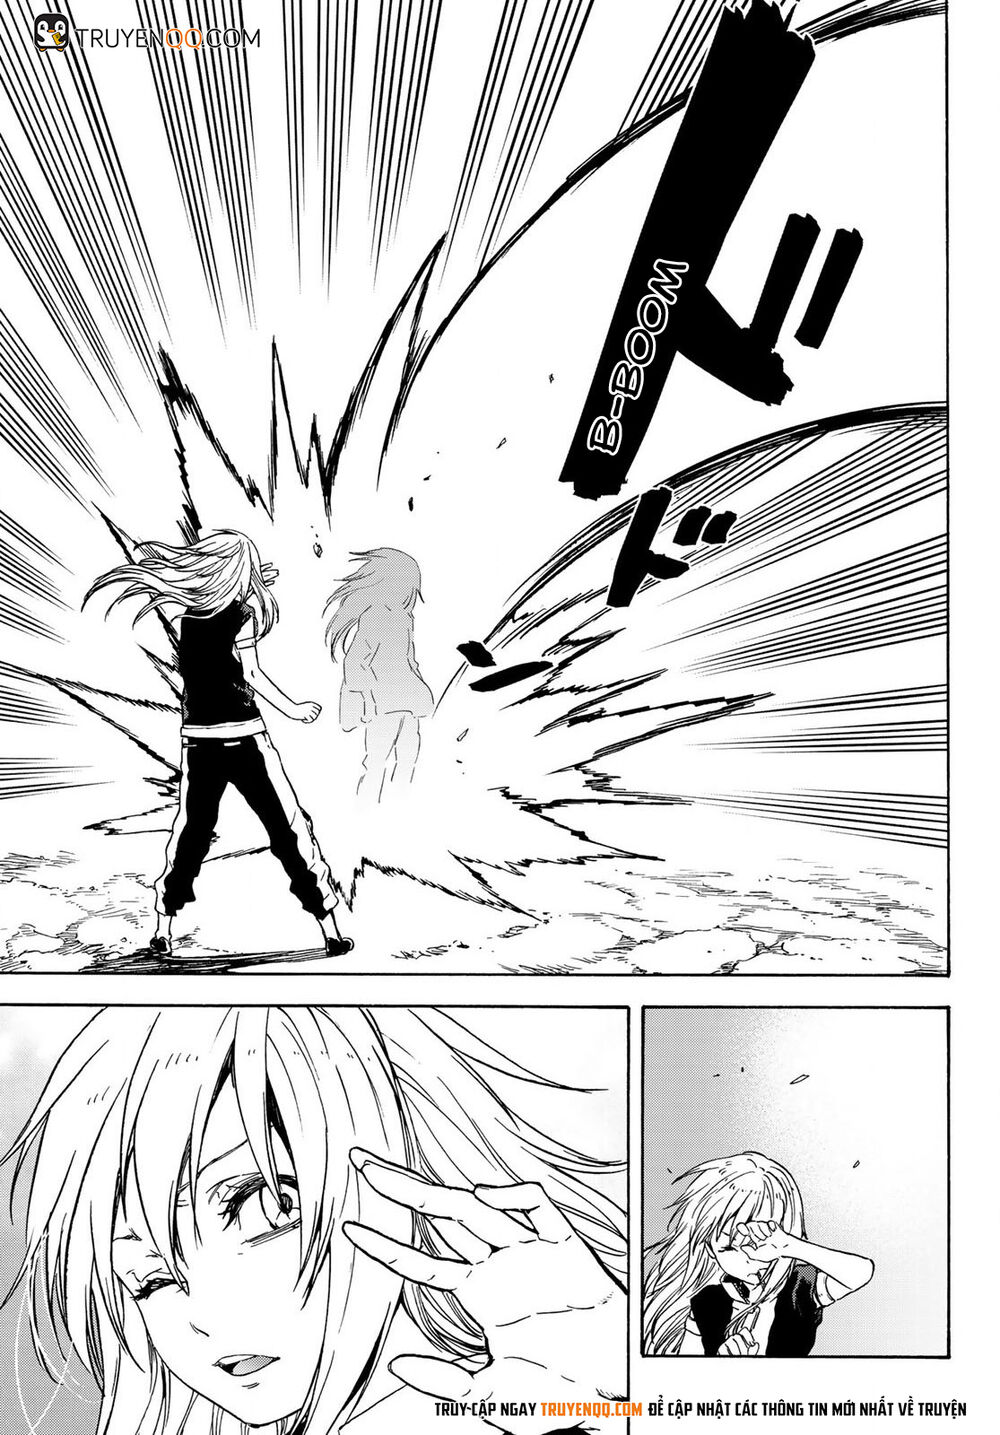 TRUYENQQ.COM
ド
B-BOOM
ド
TRUY CẬP NGAY TRUYENQQ.COM ĐỂ CẬP NHẬT CÁC THÔNG TIN MỚI NHẤT VỀ TRUYỆN